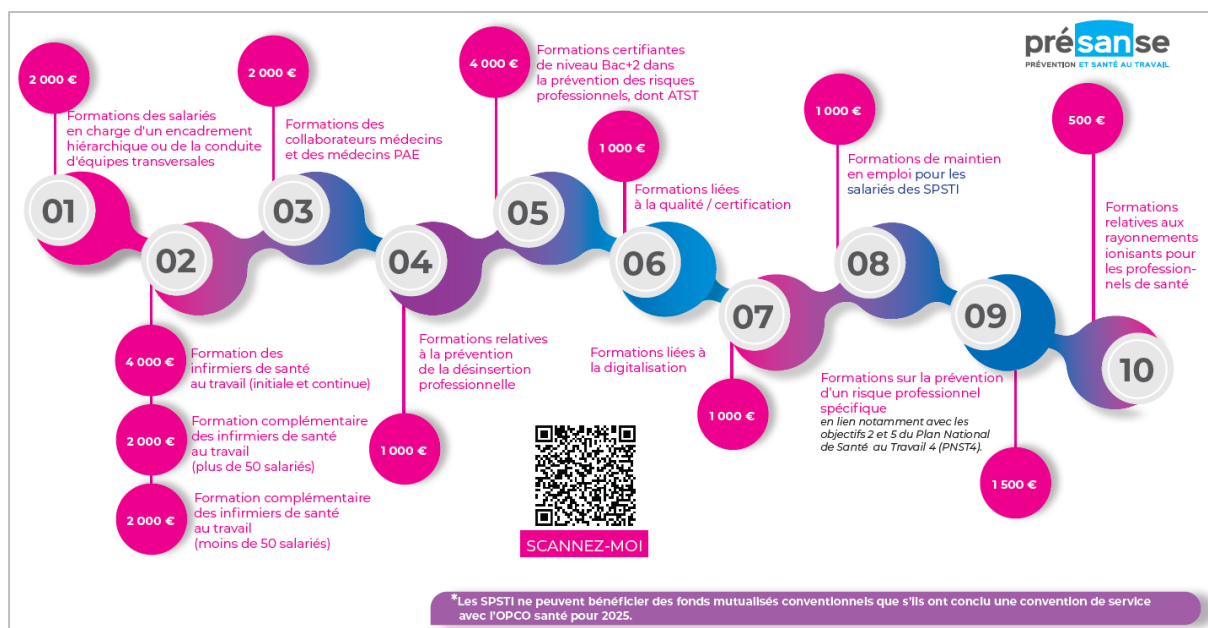 présanse
PRÉVENTION ET SANTÉ AU TRAVAIL
2 000 €
Formations des salariés
en charge d'un encadrement
hiérarchique ou de la conduite
d'équipes transversales
01
02
4 000 €
Formation des
infirmiers de santé
au travail (initiale et continue)
2 000 €
Formation complémentaire
des infirmiers de santé
au travail
(plus de 50 salariés)
2 000 €
Formation complémentaire
des infirmiers de santé
au travail
(moins de 50 salariés)
2 000 €
Formations des
collaborateurs médecins
et des médecins PAE
03
04
Formations relatives
à la prévention
de la désinsertion
professionnelle
1 000 €
4 000 €
Formations certifiantes
de niveau Bac+2 dans
la prévention des risques
professionnels, dont ATST
05
1 000 €
Formations liées
à la qualité / certification
06
07
Formations liées à
la digitalisation
1 000 €
1 000 €
Formations de maintien
en emploi pour les
salariés des SPSTI
08
09
Formations sur la prévention
d'un risque professionnel
spécifique
en lien notamment avec les
objectifs 2 et 5 du Plan National
de Santé au Travail 4 (PNST4).
1 500 €
500 €
Formations
relatives aux
rayonnements
ionisants pour
les profession-
nels de santé
10
SCANNEZ-MOI
*Les SPSTI ne peuvent bénéficier des fonds mutualisés conventionnels que s'ils ont conclu une convention de service
avec l'OPCO santé pour 2025.